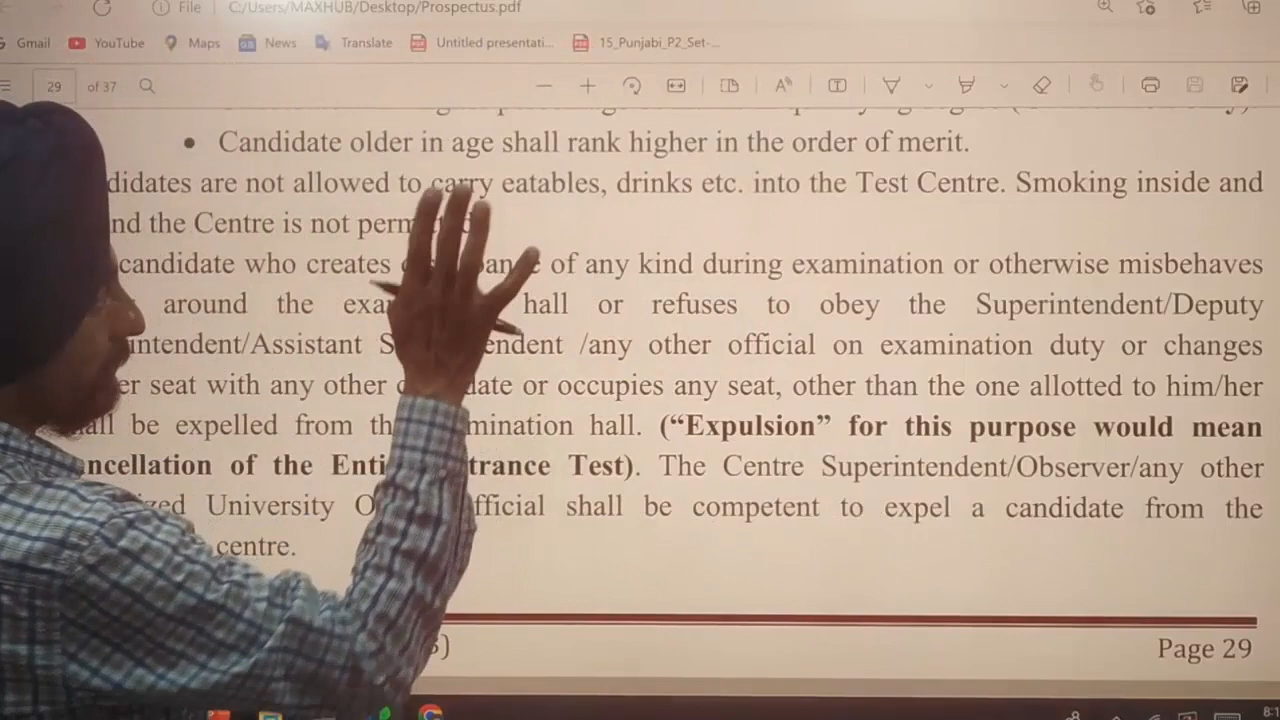 File | C:/Users/MAXHUB/Desktop/Prospectus.pdf
Gmail YouTube Maps News Translate Untitled presentati... 15_Punjabi_P2_Set-...
29 of 37
• Candidate older in age shall rank higher in the order of merit.
didates are not allowed to carry eatables, drinks etc. into the Test Centre. Smoking inside and
nd the Centre is not perm
candidate who creates of any kind during examination or otherwise misbehaves
around the exa hall or refuses to obey the Superintendent/Deputy
intendent/Assistant S endent /any other official on examination duty or changes
er seat with any other date or occupies any seat, other than the one allotted to him/her
all be expelled from th mination hall. (“Expulsion” for this purpose would mean
ncellation of the Enti trance Test). The Centre Superintendent/Observer/any other
zed University O fficial shall be competent to expel a candidate from the
centre.
Page 29